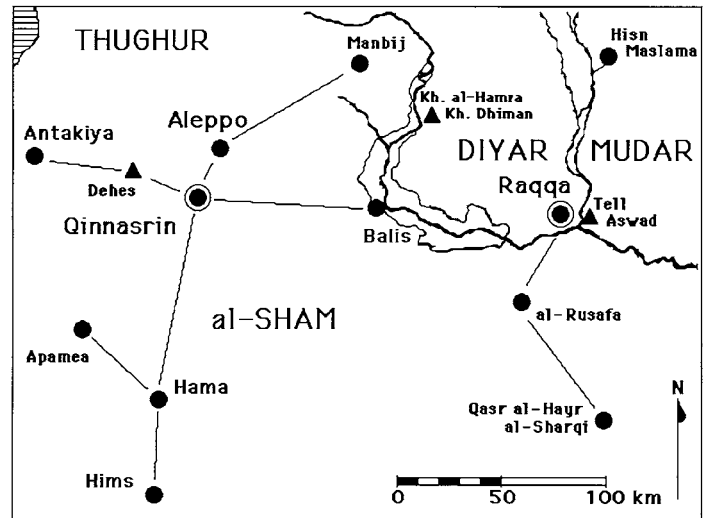 THUGHUR
Manbij
Hisn
Maslama
Kh. al-Hamra
Kh. Dhiman
Antakiya
Aleppo
DIYAR MUDAR
Raqqa
Dehes
Tell
Aswad
Qinnasrin
Balis
al-SHAM
al-Rusafa
Apamea
Hama
N
Qasr al-Hayr
al-Sharqi
Hims
0 50 100 km